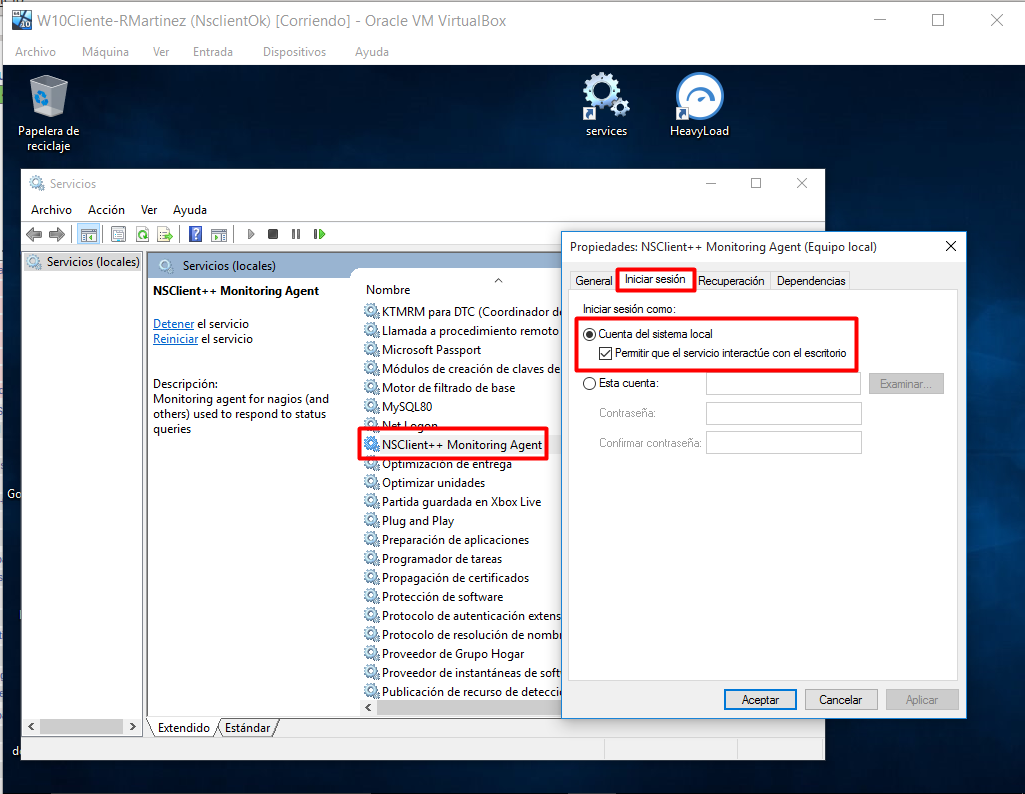 W10Cliente-RMartinez (NsclientOk) [Corriendo] - Oracle VM VirtualBox
Archivo Máquina Ver Entrada Dispositivos Ayuda
Papelera de
reciclaje
services
HeavyLoad
Servicios
Archivo Acción Ver Ayuda
Servicios (locales)
Servicios (locales)
NSClient++ Monitoring Agent
Detener el servicio
Reiniciar el servicio
Descripción:
Monitoring agent for nagios (and
others) used to respond to status
queries
Nombre
KTMRM para DTC (Coordinador de
Llamada a procedimiento remoto
Microsoft Passport
Módulos de creación de claves de
Motor de filtrado de base
MySQL80
Net Logon
NSClient++ Monitoring Agent
Optimización de entrega
Optimizar unidades
Partida guardada en Xbox Live
Plug and Play
Preparación de aplicaciones
Programador de tareas
Propagación de certificados
Protección de software
Protocolo de autenticación extens
Protocolo de resolución de nombr
Proveedor de Grupo Hogar
Proveedor de instantáneas de soft
Publicación de recurso de detecci
Extendido Estándar
Propiedades: NSClient++ Monitoring Agent (Equipo local)
General Iniciar sesión Recuperación Dependencias
Iniciar sesión como:
Cuenta del sistema local
Permitir que el servicio interactúe con el escritorio
Esta cuenta:
Examinar...
Contraseña:
Confirmar contraseña:
Aceptar Cancelar Aplicar
Go